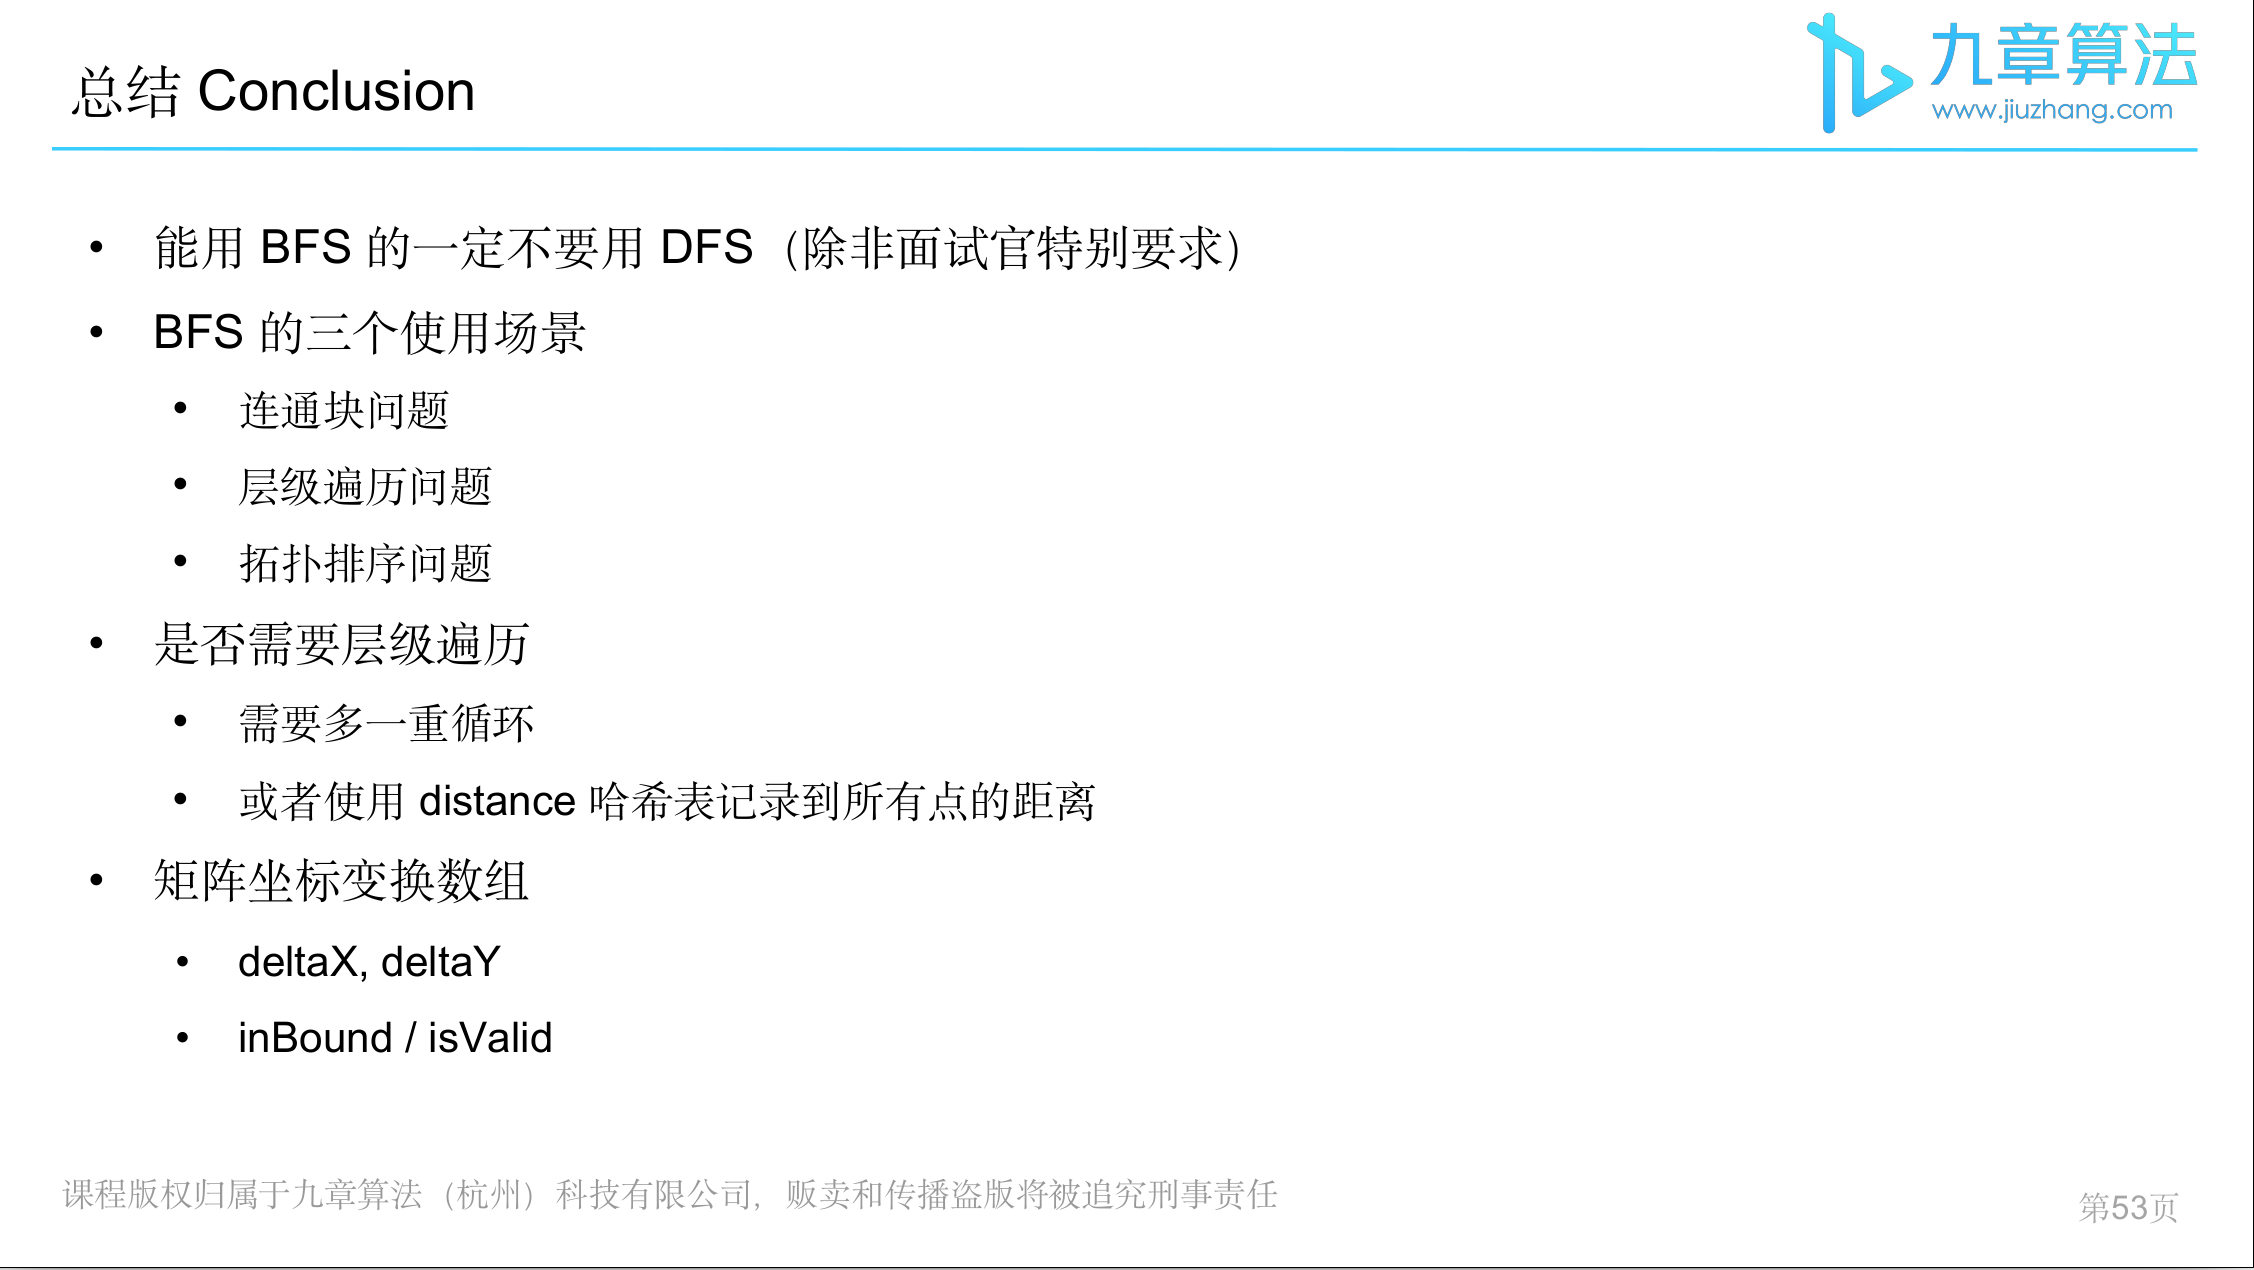 总结 Conclusion
九章算法
www.jiuzhang.com
• 能用 BFS 的一定不要用 DFS（除非面试官特别要求）
• BFS 的三个使用场景
• 连通块问题
• 层级遍历问题
• 拓扑排序问题
• 是否需要层级遍历
• 需要多一重循环
• 或者使用 distance 哈希表记录到所有点的距离
• 矩阵坐标变换数组
• deltaX, deltaY
• inBound / isValid
课程版权归属于九章算法（杭州）科技有限公司，贩卖和传播盗版将被追究刑事责任
第53页